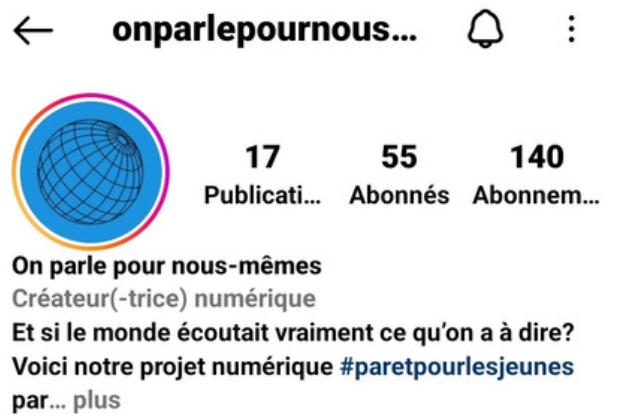 onparlepournous...
17 55 140
Publicati... Abonnés Abonnem...
On parle pour nous-mêmes
Créateur(-trice) numérique
Et si le monde écoutait vraiment ce qu'on a à dire?
Voici notre projet numérique #paretpourlesjeunes
par... plus